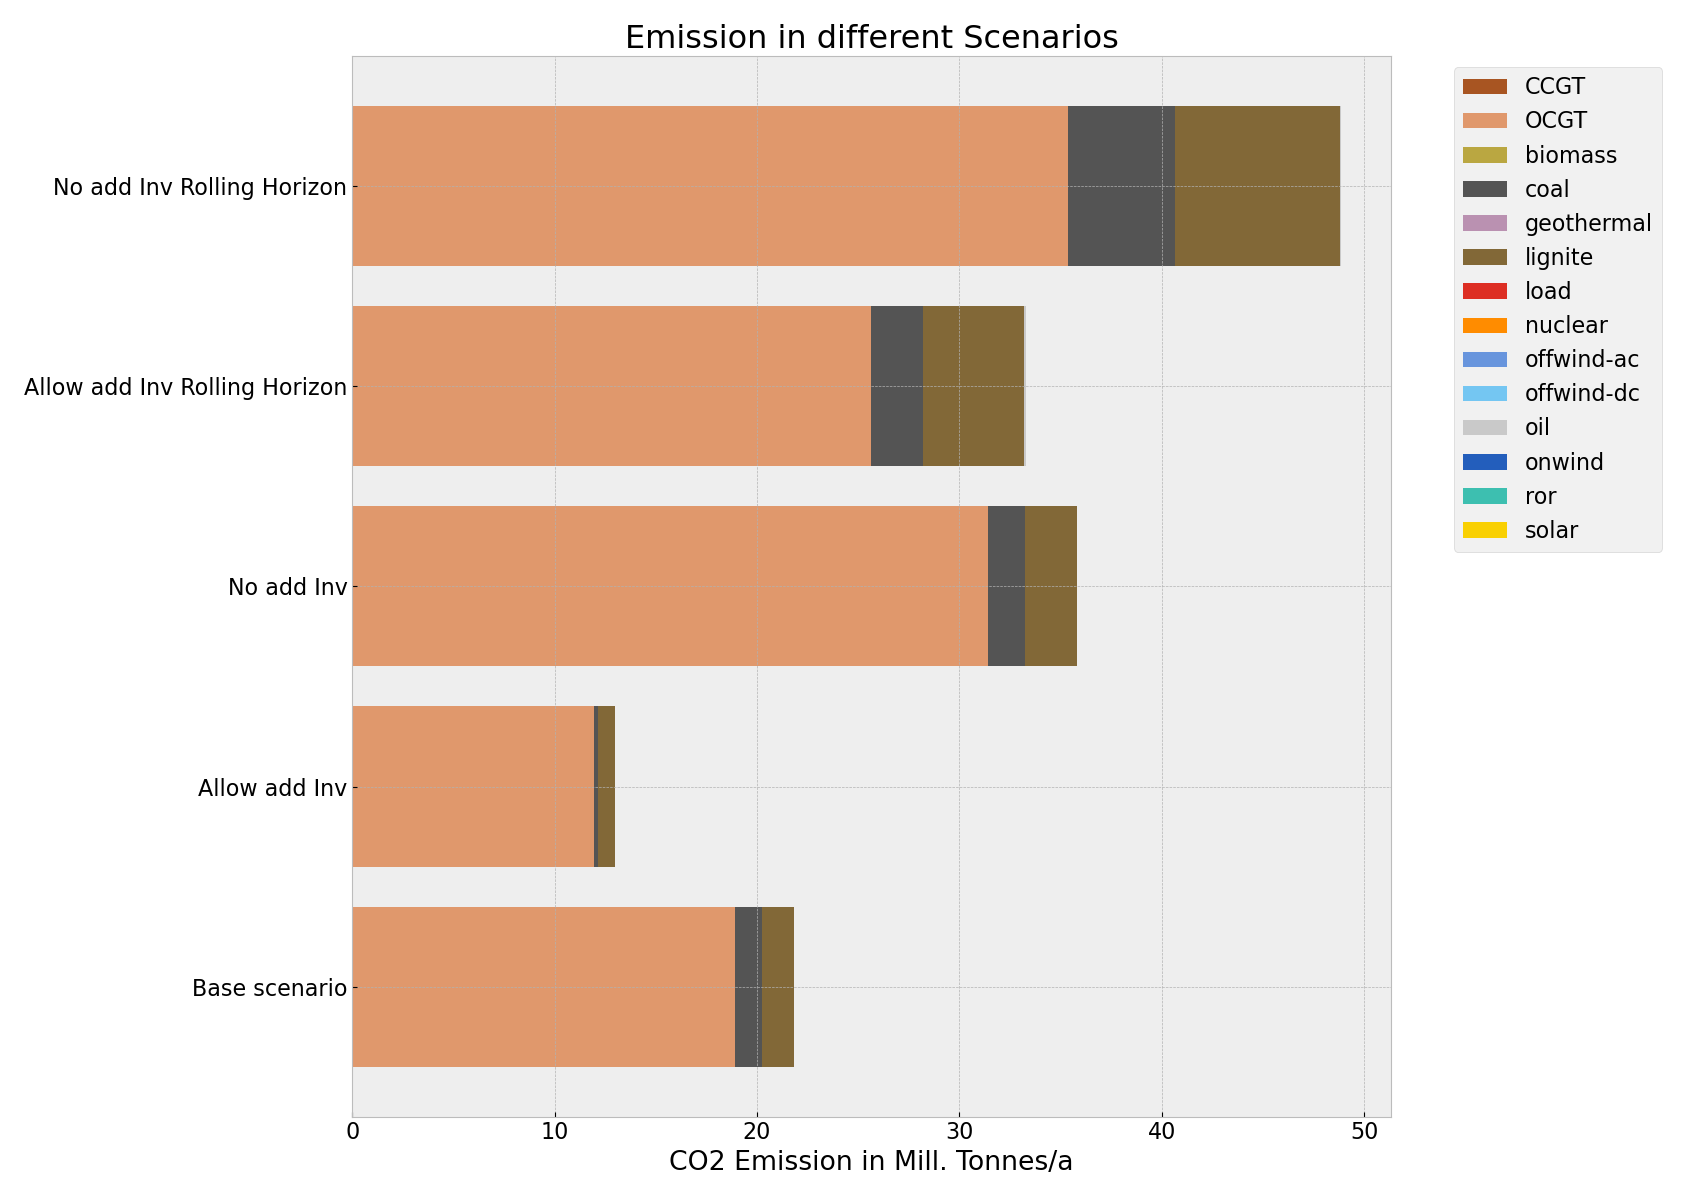 Emission in different Scenarios
No add Inv Rolling Horizon
Allow add Inv Rolling Horizon
No add Inv
Allow add Inv
Base scenario
0 10 20 30 40 50
CO2 Emission in Mill. Tonnes/a
CCGT
OCGT
biomass
coal
geothermal
lignite
load
nuclear
offwind-ac
offwind-dc
oil
onwind
ror
solar